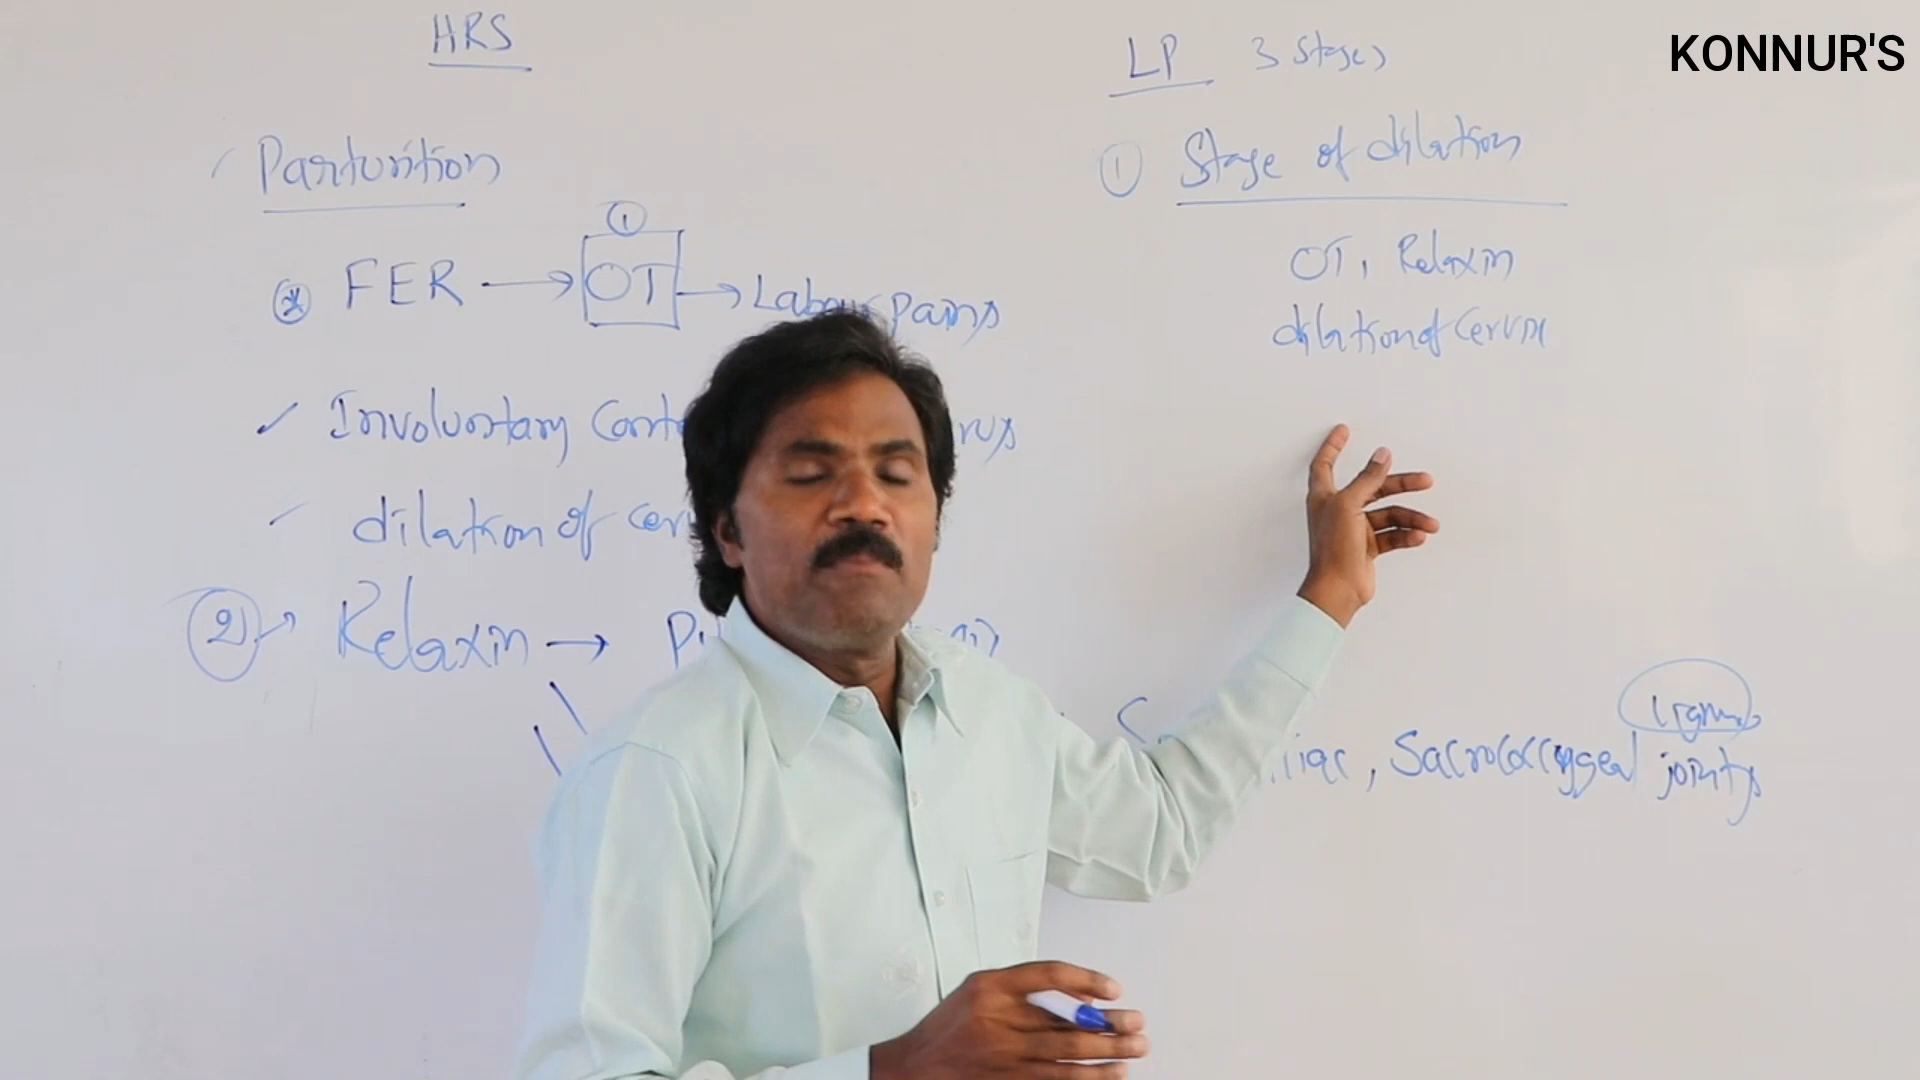 HRS
Parturition
① 
* FER → OT → Labour pains
✓ Involuntary
dilation of
② → Relaxin →
LP 3 stages
① Stage of dilation
OT, Relaxin
dilation of cervix
, Sacrococcygeal joints
KONNUR'S